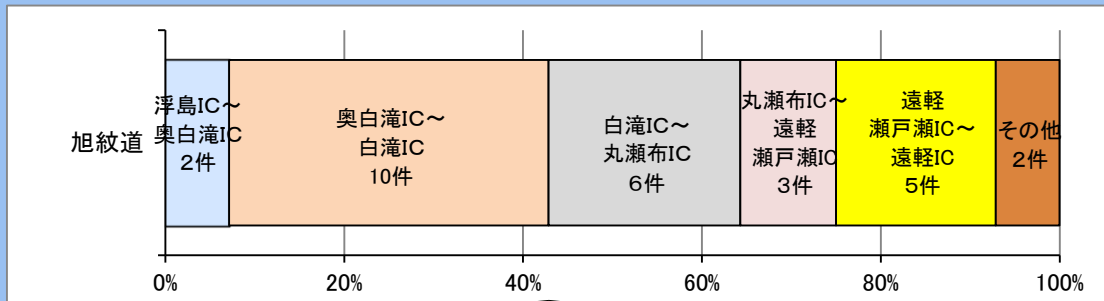 旭紋道
浮島IC～
奥白滝IC
2件
奥白滝IC～
白滝IC
10件
白滝IC～
丸瀬布IC
６件
丸瀬布IC～
遠軽
瀬戸瀬IC
３件
遠軽
瀬戸瀬IC～
遠軽IC
５件
その他
２件
0%
20%
40%
60%
80%
100%